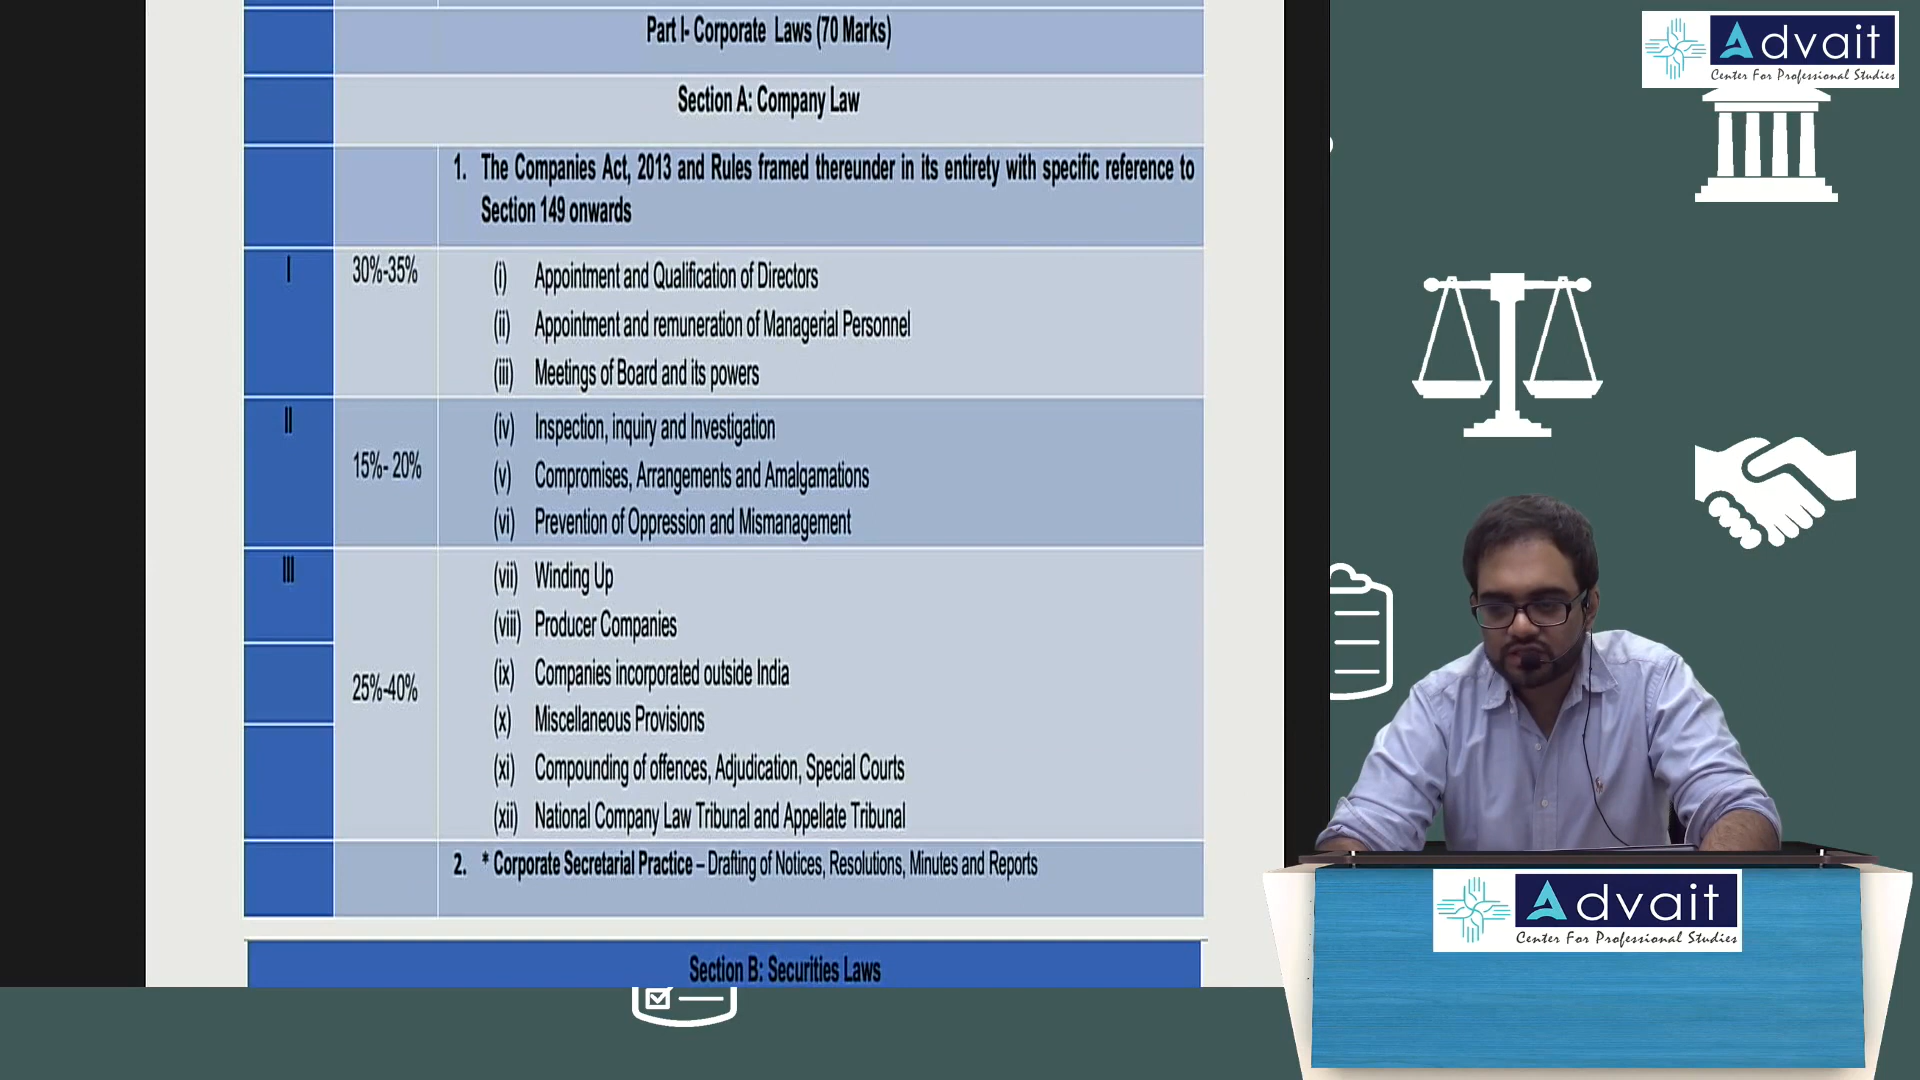 Part I- Corporate Laws (70 Marks)
Section A: Company Law
1. The Companies Act, 2013 and Rules framed thereunder in its entirety with specific reference to
Section 149 onwards
I 30%-35% (i) Appointment and Qualification of Directors
(ii) Appointment and remuneration of Managerial Personnel
(iii) Meetings of Board and its powers
II (iv) Inspection, inquiry and Investigation
15%- 20% (v) Compromises, Arrangements and Amalgamations
(vi) Prevention of Oppression and Mismanagement
III (vii) Winding Up
(viii) Producer Companies
(ix) Companies incorporated outside India
25%-40%
(x) Miscellaneous Provisions
(xi) Compounding of offences, Adjudication, Special Courts
(xii) National Company Law Tribunal and Appellate Tribunal
2. * Corporate Secretarial Practice – Drafting of Notices, Resolutions, Minutes and Reports
Section B: Securities Laws
Advait
Center For Professional Studies
Advait
Center For Professional Studies